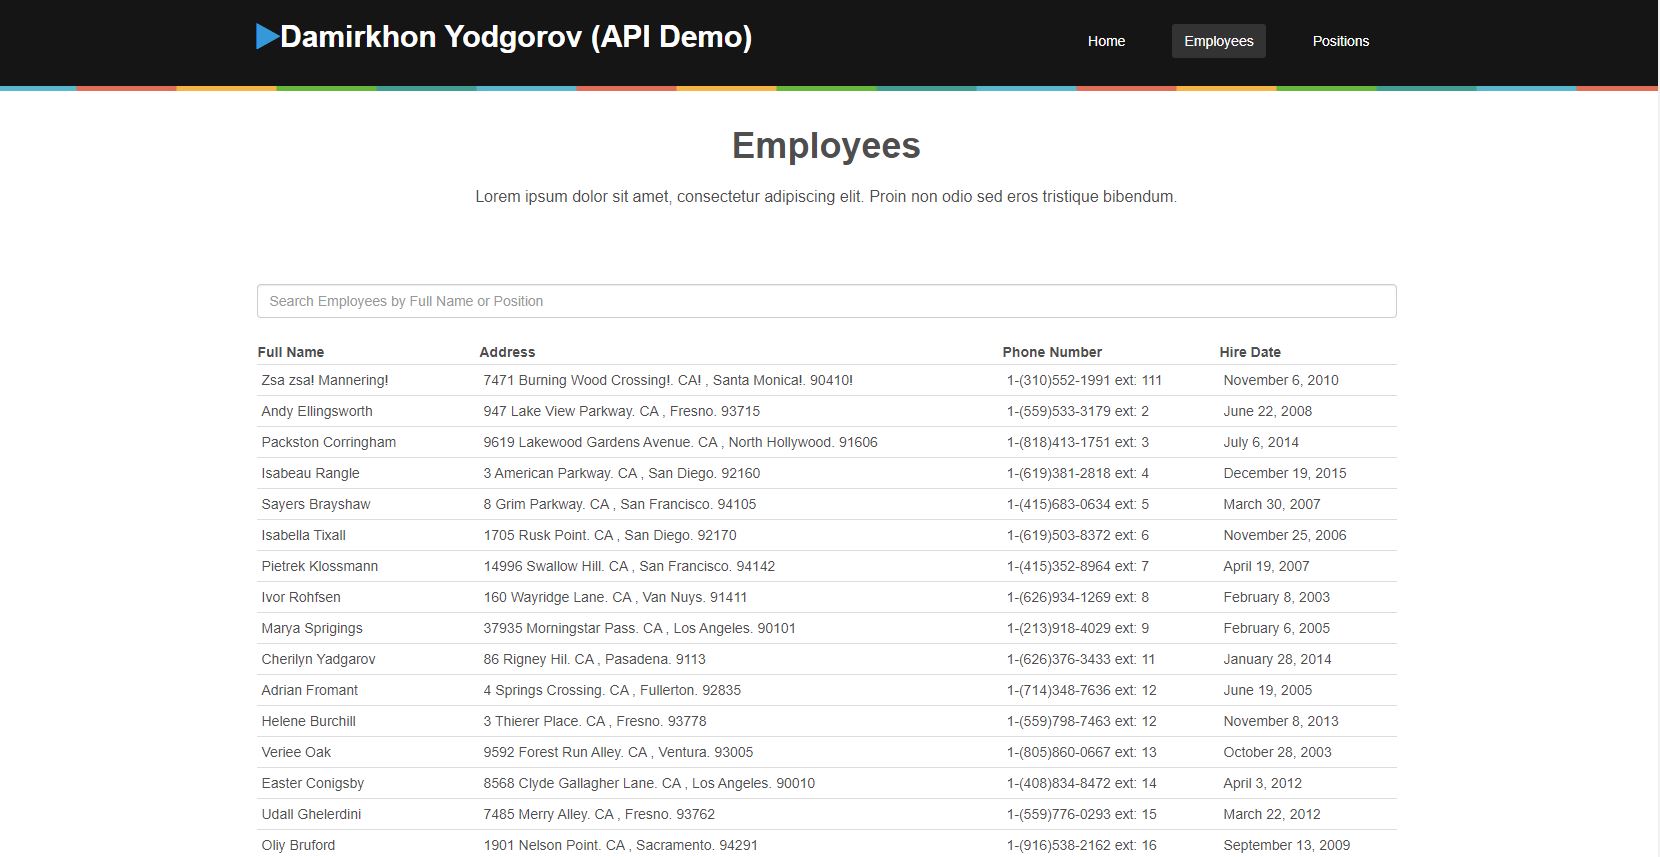 Damirkhon Yodgorov (API Demo)
Home Employees Positions
Employees
Lorem ipsum dolor sit amet, consectetur adipiscing elit. Proin non odio sed eros tristique bibendum.
Search Employees by Full Name or Position
Full Name Address Phone Number Hire Date
Zsa zsa! Mannering! 7471 Burning Wood Crossing!. CA! , Santa Monica!. 90410! 1-(310)552-1991 ext: 111 November 6, 2010
Andy Ellingsworth 947 Lake View Parkway. CA , Fresno. 93715 1-(559)533-3179 ext: 2 June 22, 2008
Packston Corringham 9619 Lakewood Gardens Avenue. CA , North Hollywood. 91606 1-(818)413-1751 ext: 3 July 6, 2014
Isabeau Rangle 3 American Parkway. CA , San Diego. 92160 1-(619)381-2818 ext: 4 December 19, 2015
Sayers Brayshaw 8 Grim Parkway. CA , San Francisco. 94105 1-(415)683-0634 ext: 5 March 30, 2007
Isabella Tixall 1705 Rusk Point. CA , San Diego. 92170 1-(619)503-8372 ext: 6 November 25, 2006
Pietrek Klossmann 14996 Swallow Hill. CA , San Francisco. 94142 1-(415)352-8964 ext: 7 April 19, 2007
Ivor Rohfsen 160 Wayridge Lane. CA , Van Nuys. 91411 1-(626)934-1269 ext: 8 February 8, 2003
Marya Sprigings 37935 Morningstar Pass. CA , Los Angeles. 90101 1-(213)918-4029 ext: 9 February 6, 2005
Cherilyn Yadgarov 86 Rigney Hil. CA , Pasadena. 9113 1-(626)376-3433 ext: 11 January 28, 2014
Adrian Fromant 4 Springs Crossing. CA , Fullerton. 92835 1-(714)348-7636 ext: 12 June 19, 2005
Helene Burchill 3 Thierer Place. CA , Fresno. 93778 1-(559)798-7463 ext: 12 November 8, 2013
Veriee Oak 9592 Forest Run Alley. CA , Ventura. 93005 1-(805)860-0667 ext: 13 October 28, 2003
Easter Conigsby 8568 Clyde Gallagher Lane. CA , Los Angeles. 90010 1-(408)834-8472 ext: 14 April 3, 2012
Udall Ghelerdini 7485 Merry Alley. CA , Fresno. 93762 1-(559)776-0293 ext: 15 March 22, 2012
Oliy Bruford 1901 Nelson Point. CA , Sacramento. 94291 1-(916)538-2162 ext: 16 September 13, 2009